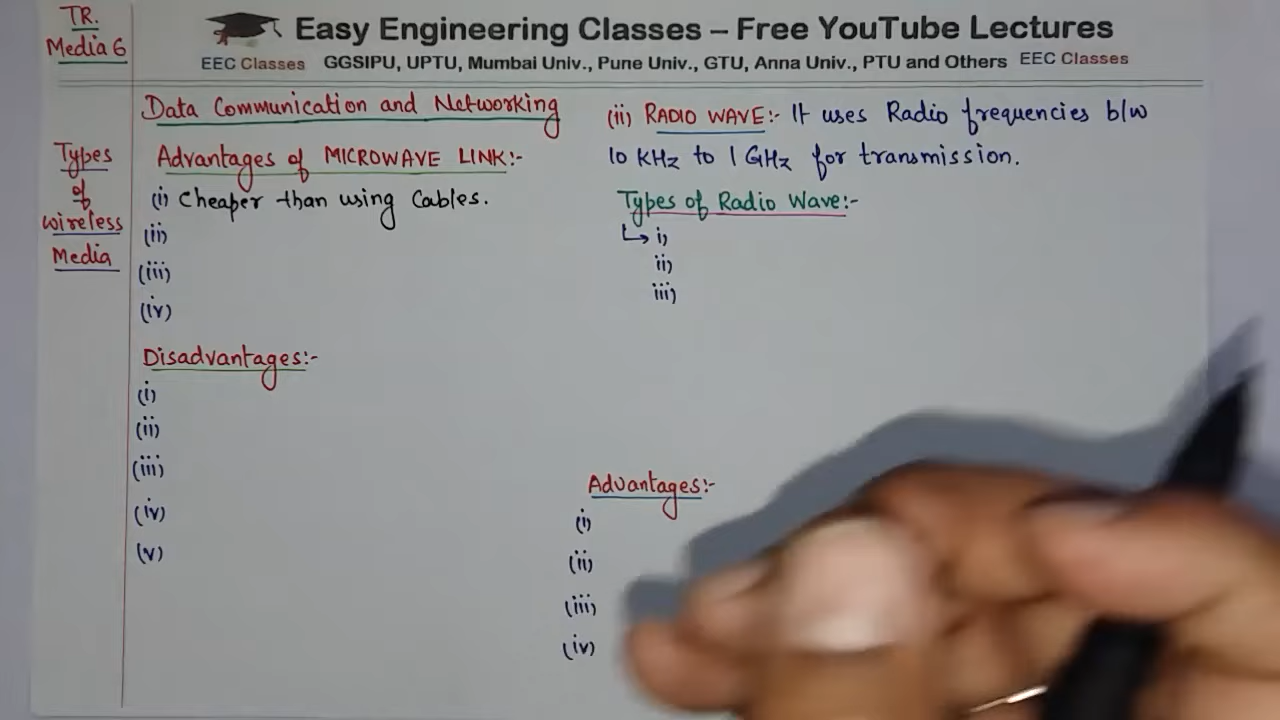 TR.
Media 6
Easy Engineering Classes – Free YouTube Lectures
EEC Classes GGSIPU, UPTU, Mumbai Univ., Pune Univ., GTU, Anna Univ., PTU and Others EEC Classes
Types
of
wireless
Media
Data Communication and Networking
Advantages of MICROWAVE LINK:-
(i) Cheaper than using Cables.
(ii)
(iii)
(iv)
Disadvantages:-
(i)
(ii)
(iii)
(iv)
(v)
(ii) RADIO WAVE:- It uses Radio frequencies b/w
10 KHz to 1 GHz for transmission.
Types of Radio Wave:-
↳ i)
ii)
iii)
Advantages:-
(i)
(ii)
(iii)
(iv)